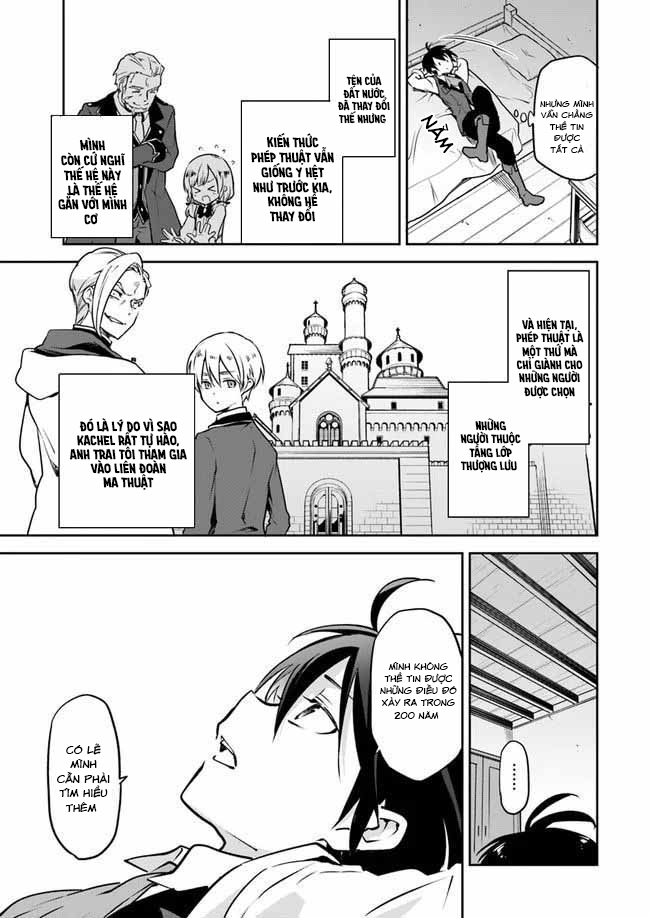 NHƯNG MÌNH
VẪN CHẲNG
THỂ TIN
ĐƯỢC
TẤT CẢ
NẰM
TÊN CỦA
ĐẤT NƯỚC,
ĐÃ THAY ĐỔI
THẾ NHƯNG
KIẾN THỨC
PHÉP THUẬT VẪN
GIỐNG Y HỆT
NHƯ TRƯỚC KIA,
KHÔNG HỀ
THAY ĐỔI
MÌNH
CÒN CỨ NGHĨ
THẾ HỆ NÀY
LÀ THẾ HỆ
GẮN VỚI MÌNH
CƠ
VÀ HIỆN TẠI,
PHÉP THUẬT LÀ
MỘT THỨ MÀ
CHỈ GIÀNH CHO
NHỮNG NGƯỜI
ĐƯỢC CHỌN
NHỮNG
NGƯỜI THUỘC
TẦNG LỚP
THƯỢNG LƯU
ĐÓ LÀ LÝ DO VÌ SAO
KACHEL RẤT TỰ HÀO,
ANH TRAI TÔI THAM GIA
VÀO LIÊN ĐOÀN
MA THUẬT
........
MÌNH KHÔNG
THỂ TIN ĐƯỢC
NHỮNG ĐIỀU ĐÓ
XẢY RA TRONG
200 NĂM
CÓ LẼ
MÌNH
CẦN PHẢI
TÌM HIỂU
THÊM